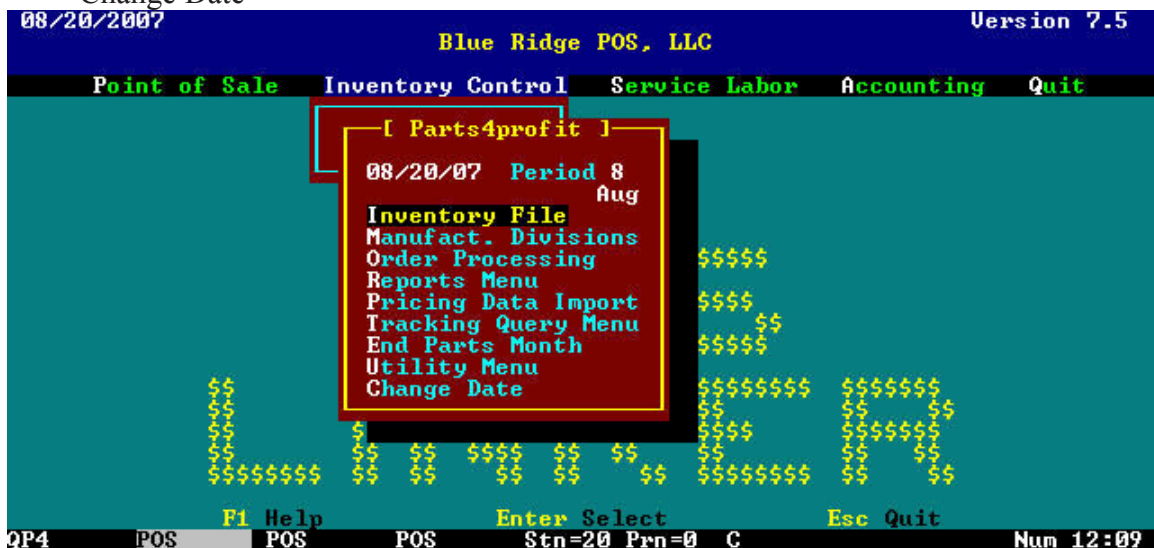 Change Date
08/20/2007 Version 7.5
Blue Ridge POS, LLC
Point of Sale Inventory Control Service Labor Accounting Quit
[ Parts4profit ]
08/20/07 Period 8
Aug
Inventory File
Manufact. Divisions
Order Processing
Reports Menu
Pricing Data Import
Tracking Query Menu
End Parts Month
Utility Menu
Change Date
F1 Help Enter Select Esc Quit
QP4 POS POS POS Stn=20 Prn=0 C Num 12:09